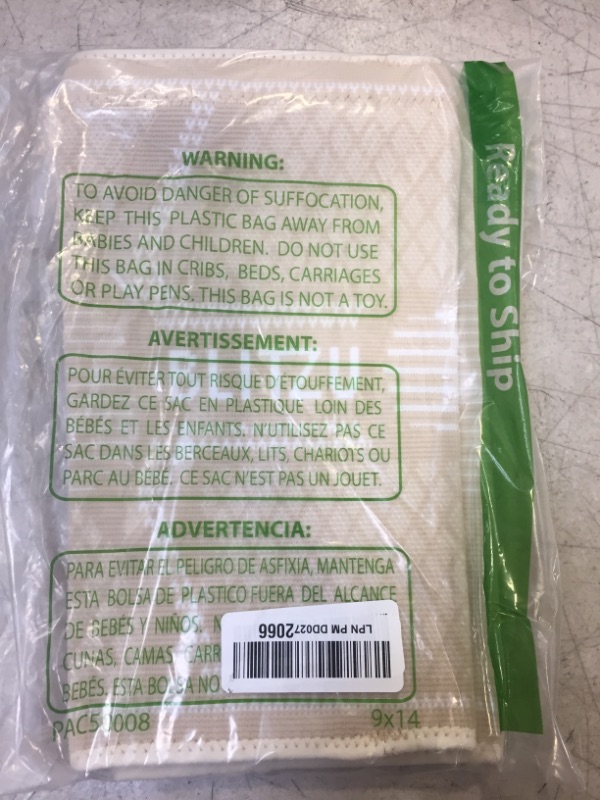 WARNING:
TO AVOID DANGER OF SUFFOCATION,
KEEP THIS PLASTIC BAG AWAY FROM
BABIES AND CHILDREN. DO NOT USE
THIS BAG IN CRIBS, BEDS, CARRIAGES
OR PLAY PENS. THIS BAG IS NOT A TOY.
AVERTISSEMENT:
POUR ÉVITER TOUT RISQUE D'ÉTOUFFEMENT,
GARDEZ CE SAC EN PLASTIQUE LOIN DES
BÉBÉS ET LES ENFANTS. N'UTILISEZ PAS CE
SAC DANS LES BERCEAUX, LITS, CHARIOTS OU
PARC AU BÉBÉ. CE SAC N'EST PAS UN JOUET.
ADVERTENCIA:
PARA EVITAR EL PELIGRO DE ASFIXIA, MANTENGA
ESTA BOLSA DE PLASTICO FUERA DEL ALCANCE
DE BEBÉS Y NIÑOS. N
CUNAS, CAMAS, CARR
BEBÉS. ESTA BOLSA NO
LPN PM DD0272066
PAC50008
9x14
Ready to Ship